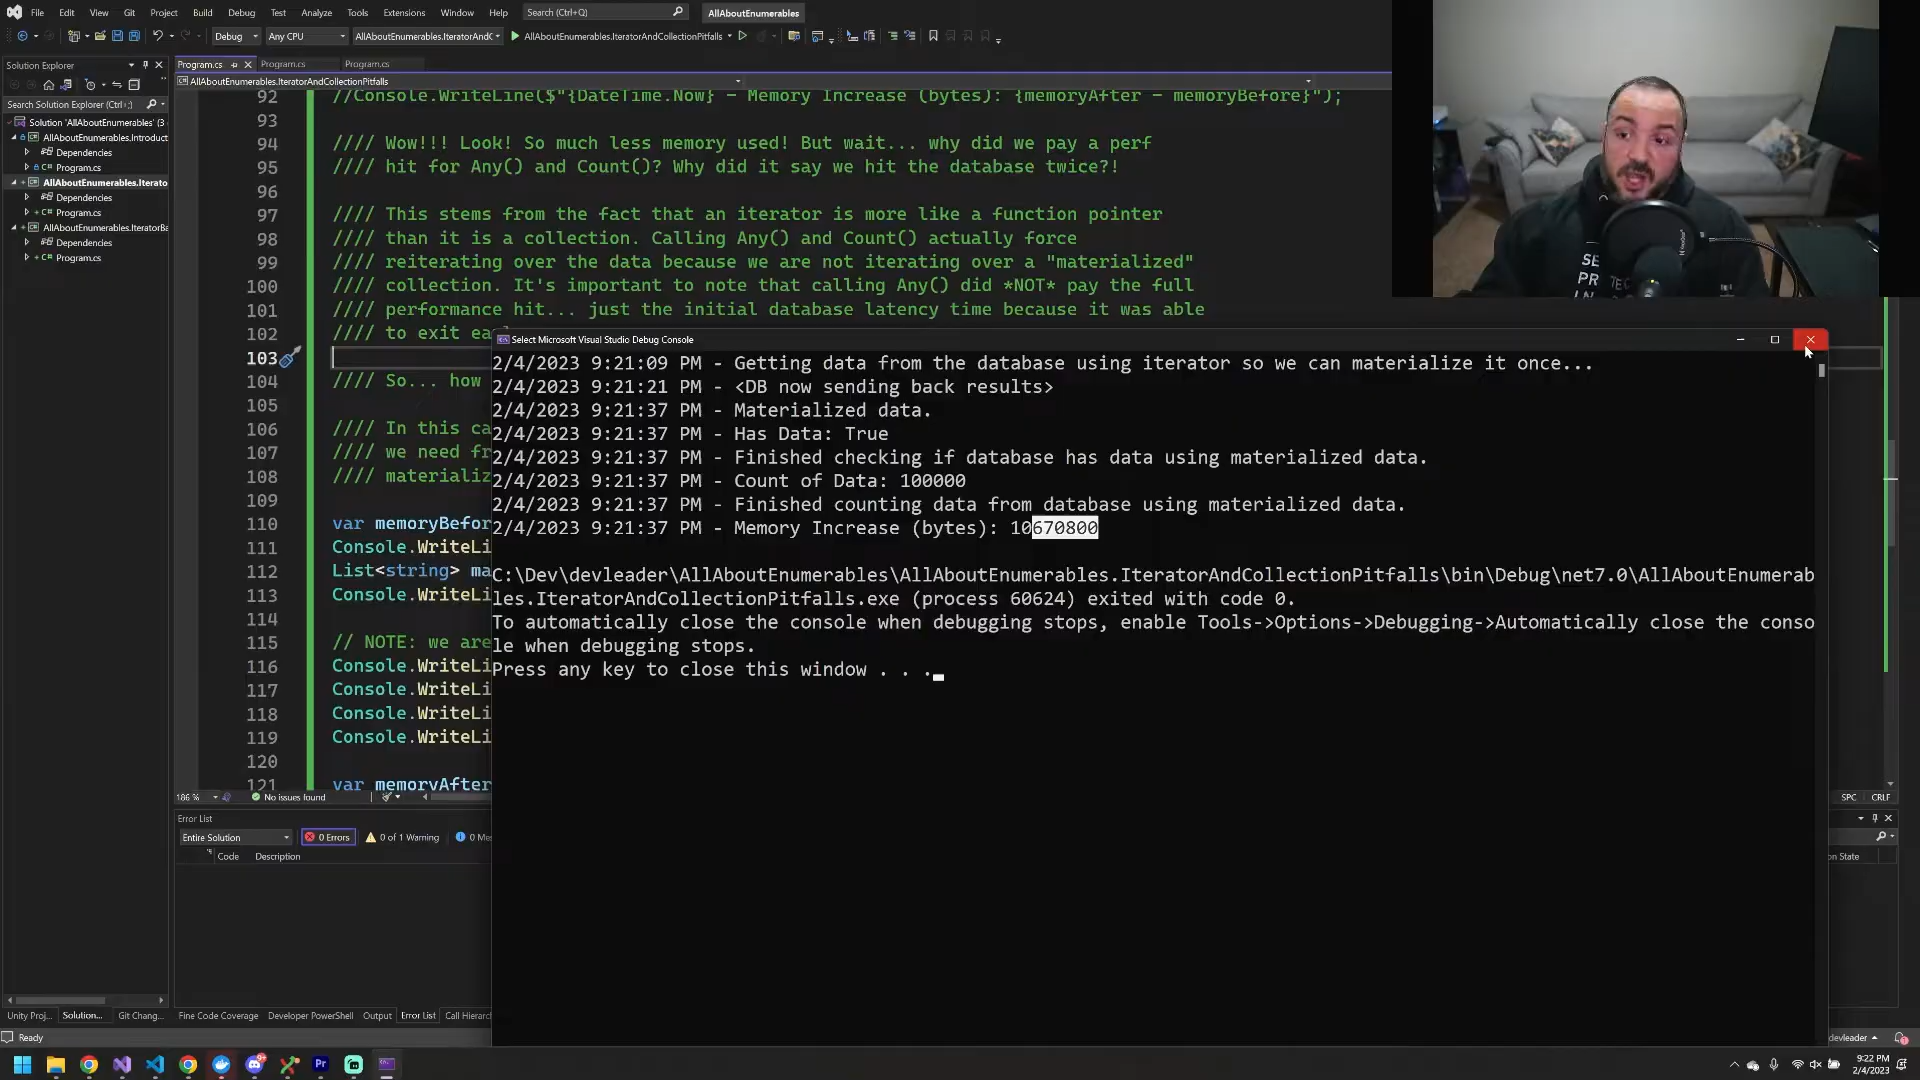 File Edit View Git Project Build Debug Test Analyze Tools Extensions Window Help Search (Ctrl+Q) AllAboutEnumerables
Debug Any CPU AllAboutEnumerables.IteratorAndC AllAboutEnumerables.IteratorAndCollectionPitfalls
Solution Explorer
Search Solution Explorer (Ctrl+;)
Solution 'AllAboutEnumerables' (3
AllAboutEnumerables.Introduct
Dependencies
Program.cs
AllAboutEnumerables.Iterato
Dependencies
Program.cs
AllAboutEnumerables.IteratorBa
Dependencies
Program.cs
Program.cs Program.cs Program.cs
AllAboutEnumerables.IteratorAndCollectionPitfalls
92 //Console.WriteLine($"{DateTime.Now} - Memory Increase (bytes): {memoryAfter - memoryBefore}");
93
94 //// Wow!!! Look! So much less memory used! But wait... why did we pay a perf
95 //// hit for Any() and Count()? Why did it say we hit the database twice?!
96
97 //// This stems from the fact that an iterator is more like a function pointer
98 //// than it is a collection. Calling Any() and Count() actually force
99 //// reiterating over the data because we are not iterating over a "materialized"
100 //// collection. It's important to note that calling Any() did *NOT* pay the full
101 //// performance hit... just the initial database latency time because it was able
102 //// to exit ea
103
104 //// So... how
105
106 //// In this ca
107 //// we need fr
108 //// materializ
109
110 var memoryBefor
111 Console.WriteLi
112 List<string> ma
113 Console.WriteLi
114
115 // NOTE: we are
116 Console.WriteLi
117 Console.WriteLi
118 Console.WriteLi
119 Console.WriteLi
120
121 var memoryAfter
Select Microsoft Visual Studio Debug Console
2/4/2023 9:21:09 PM - Getting data from the database using iterator so we can materialize it once...
2/4/2023 9:21:21 PM - <DB now sending back results>
2/4/2023 9:21:37 PM - Materialized data.
2/4/2023 9:21:37 PM - Has Data: True
2/4/2023 9:21:37 PM - Finished checking if database has data using materialized data.
2/4/2023 9:21:37 PM - Count of Data: 100000
2/4/2023 9:21:37 PM - Finished counting data from database using materialized data.
2/4/2023 9:21:37 PM - Memory Increase (bytes): 10670800
C:\Dev\devleader\AllAboutEnumerables\AllAboutEnumerables.IteratorAndCollectionPitfalls\bin\Debug\net7.0\AllAboutEnumerab
les.IteratorAndCollectionPitfalls.exe (process 60624) exited with code 0.
To automatically close the console when debugging stops, enable Tools->Options->Debugging->Automatically close the conso
le when debugging stops.
Press any key to close this window . . .
186 % No issues found SPC CRLF
Error List
Entire Solution 0 Errors 0 of 1 Warning 0 Me
Code Description on State
Unity Proj... Solution... Git Chang... Fine Code Coverage Developer PowerShell Output Error List Call Hierarch
Ready devleader
9:22 PM
2/4/2023